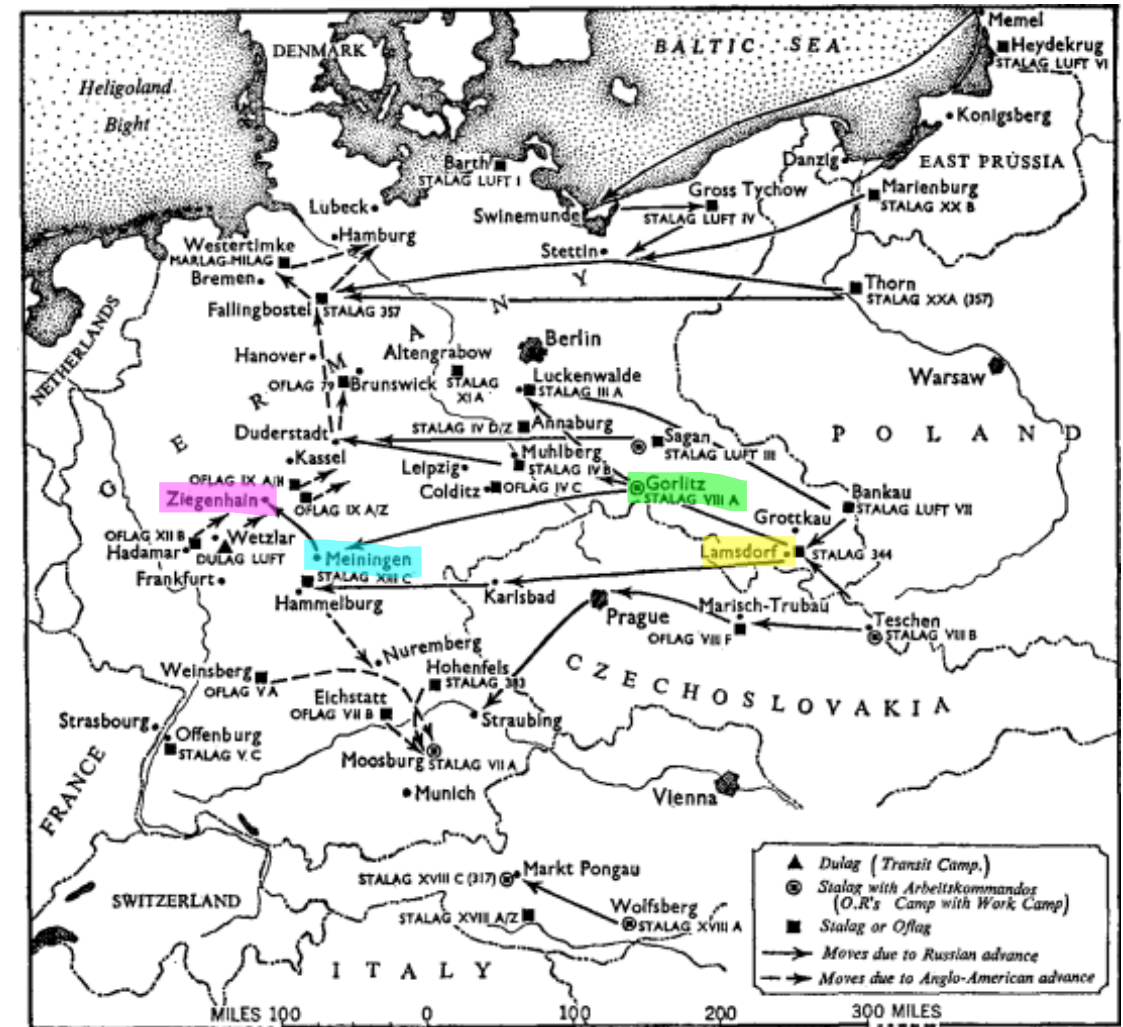 Memel
DENMARK
BALTIC SEA
Heydekrug
STALAG LUFT VI
Heligoland
Bight
Konigsberg
Barth
STALAG LUFT I
Danzig
EAST PRUSSIA
Gross Tychow
STALAG LUFT IV
Marienburg
STALAG XX B
Lubeck
Swinemunde
Hamburg
Westertimke
MARLAG-MILAG
Stettin
Bremen
Thorn
STALAG XXA (357)
Fallingbostel
STALAG 357
NETHERLANDS
GERMANY
Berlin
Hanover
Altengrabow
STALAG
XI A
OFLAG 79
Brunswick
Luckenwalde
STALAG III A
Warsaw
STALAG IV D/Z
Annaburg
Duderstadt
Sagan
STALAG LUFT III
POLAND
Kassel
Leipzig
Muhlberg
STALAG IV B
OFLAG IX A/H
Colditz
OFLAG IV C
Gorlitz
STALAG VIII A
Bankau
STALAG LUFT VII
Ziegenhain
OFLAG IX A/Z
Grottkau
OFLAG XII B
Hadamar
Wetzlar
DULAG LUFT
Lamsdorf
STALAG 344
Meiningen
STALAG XIII C
Frankfurt
Hammelburg
Karlsbad
Prague
Marisch-Trubau
OFLAG VIII F
Teschen
STALAG VIII B
Nuremberg
CZECHOSLOVAKIA
Weinsberg
OFLAG VA
Hohenfels
STALAG 383
Eichstatt
OFLAG VII B
Straubing
Strasbourg
Offenburg
STALAG V.C
Moosburg
STALAG VII A
FRANCE
Munich
Vienna
SWITZERLAND
STALAG XVIII C (317)
Markt Pongau
STALAG XVIII A/Z
Wolfsberg
STALAG XVIII A
ITALY
Dulag (Transit Camp.)
Stalag with Arbeitskommandos
(O.R's Camp with Work Camp)
Stalag or Oflag
Moves due to Russian advance
Moves due to Anglo-American advance
MILES 100 0 100 200 300 MILES